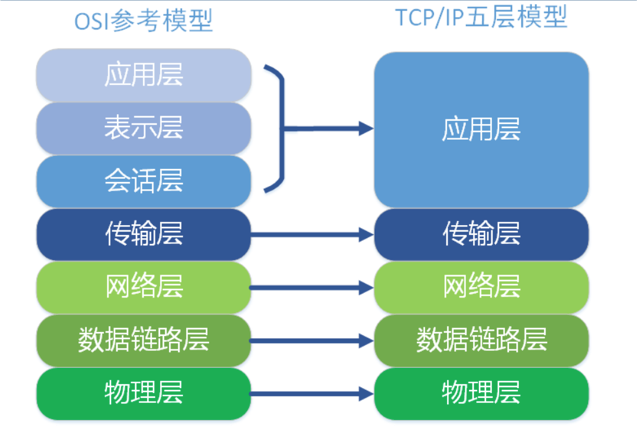 OSI参考模型
应用层
表示层
会话层
传输层
网络层
数据链路层
物理层
TCP/IP五层模型
应用层
传输层
网络层
数据链路层
物理层